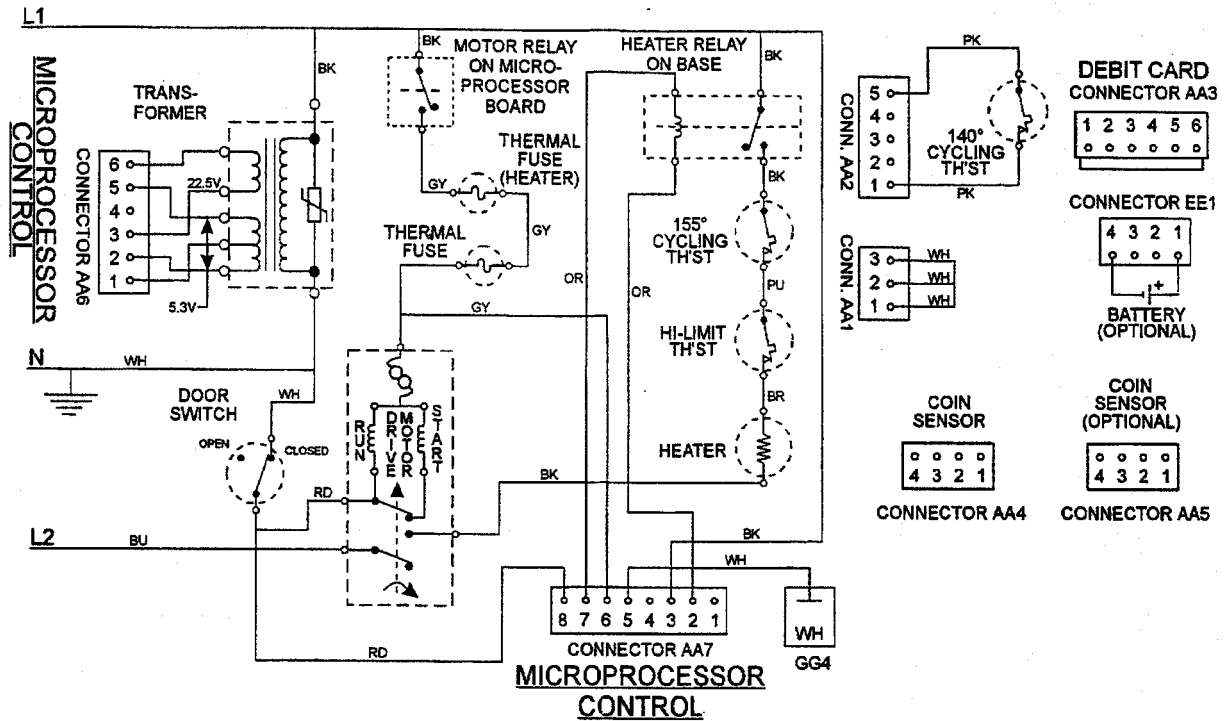 L1
MICROPROCESSOR
CONTROL
TRANS-
FORMER
CONNECTOR AA6
6
5
4
3
2
1
22.5V
5.3V
BK
BK
MOTOR RELAY
ON MICRO-
PROCESSOR
BOARD
THERMAL
FUSE
(HEATER)
GY
GY
THERMAL
FUSE
GY
HEATER RELAY
ON BASE
BK
BK
OR
OR
155°
CYCLING
TH'ST
PU
HI-LIMIT
TH'ST
BR
HEATER
BK
PK
CONN. AA2
5
4
3
2
1
140°
CYCLING
TH'ST
PK
CONN. AA1
3
2
1
WH
WH
WH
DEBIT CARD
CONNECTOR AA3
1 2 3 4 5 6
CONNECTOR EE1
4 3 2 1
+
BATTERY
(OPTIONAL)
N
WH
WH
DOOR
SWITCH
OPEN
CLOSED
RUN
DRIVE
MOTOR
START
RD
L2
BU
RD
BK
WH
8 7 6 5 4 3 2 1
CONNECTOR AA7
MICROPROCESSOR
CONTROL
WH
GG4
COIN
SENSOR
4 3 2 1
CONNECTOR AA4
COIN
SENSOR
(OPTIONAL)
4 3 2 1
CONNECTOR AA5